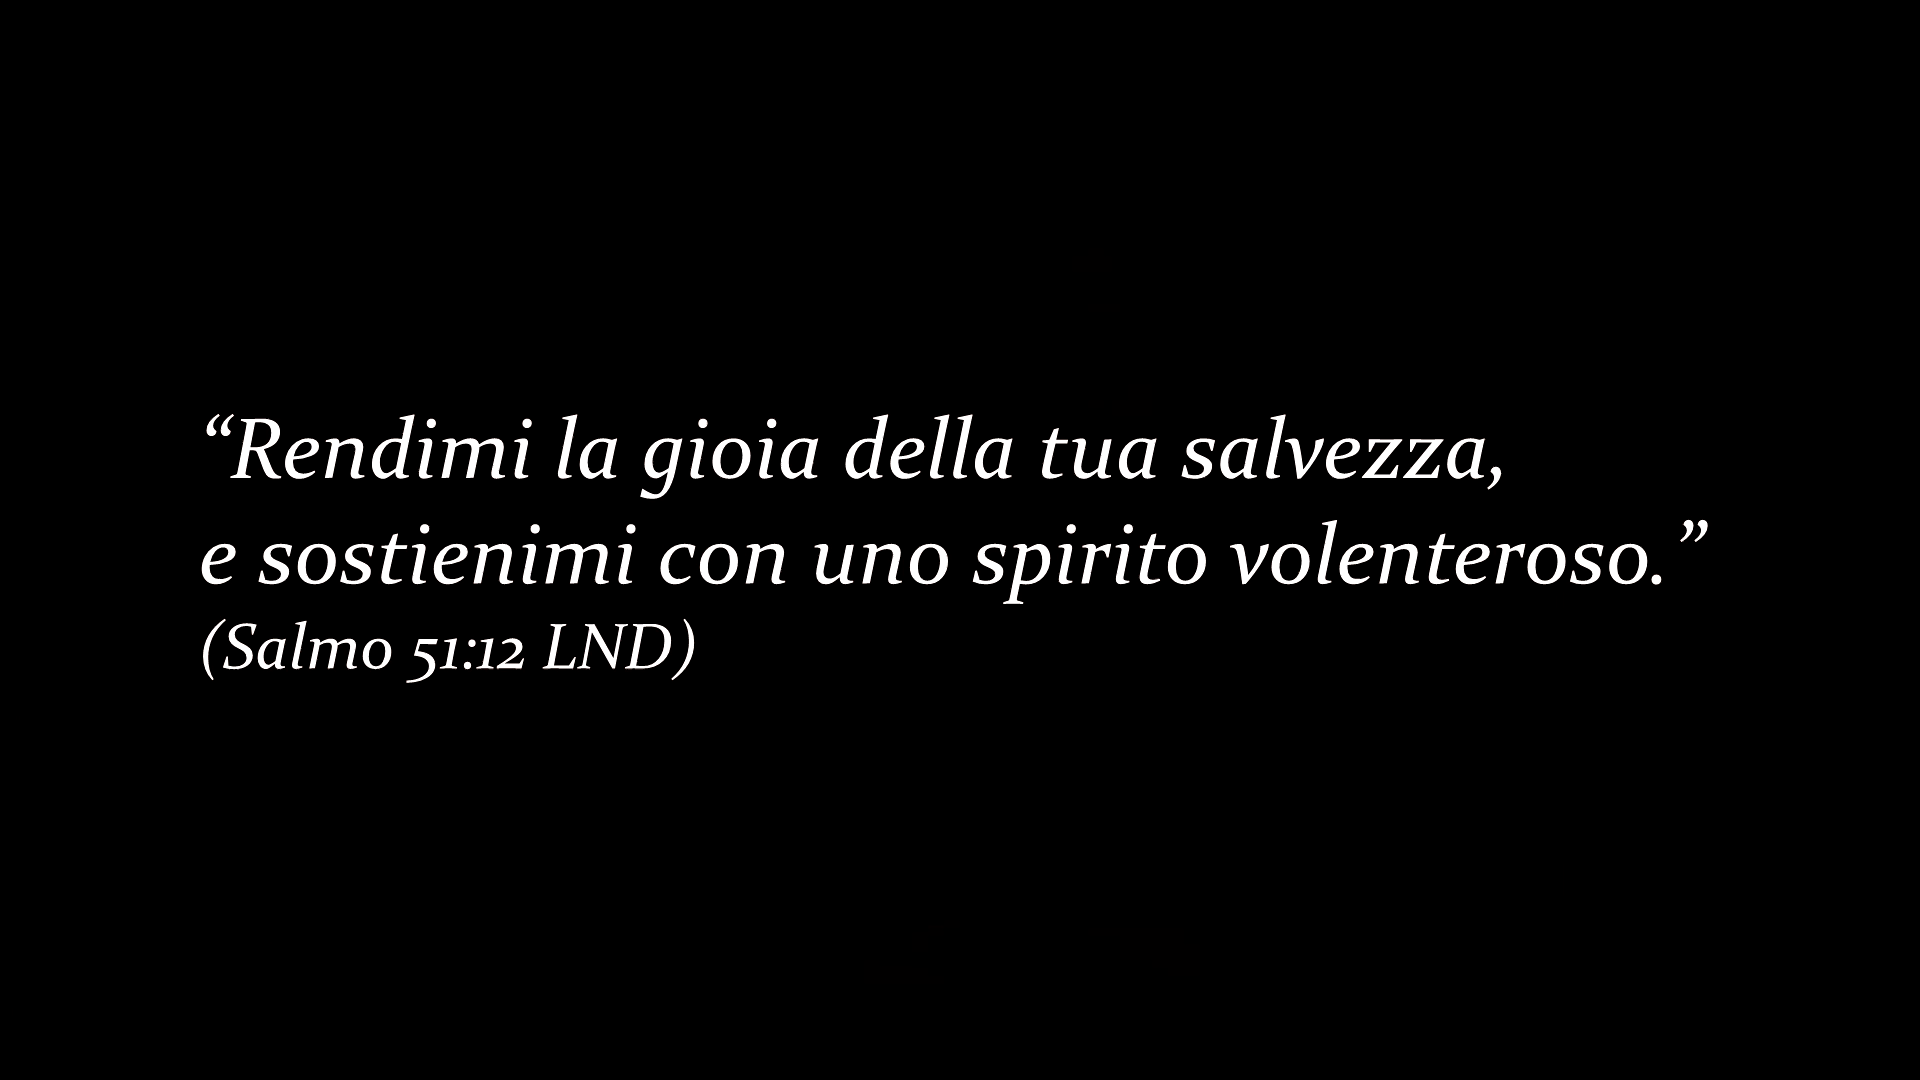 “Rendimi la gioia della tua salvezza,
e sostienimi con uno spirito volenteroso.”
(Salmo 51:12 LND)